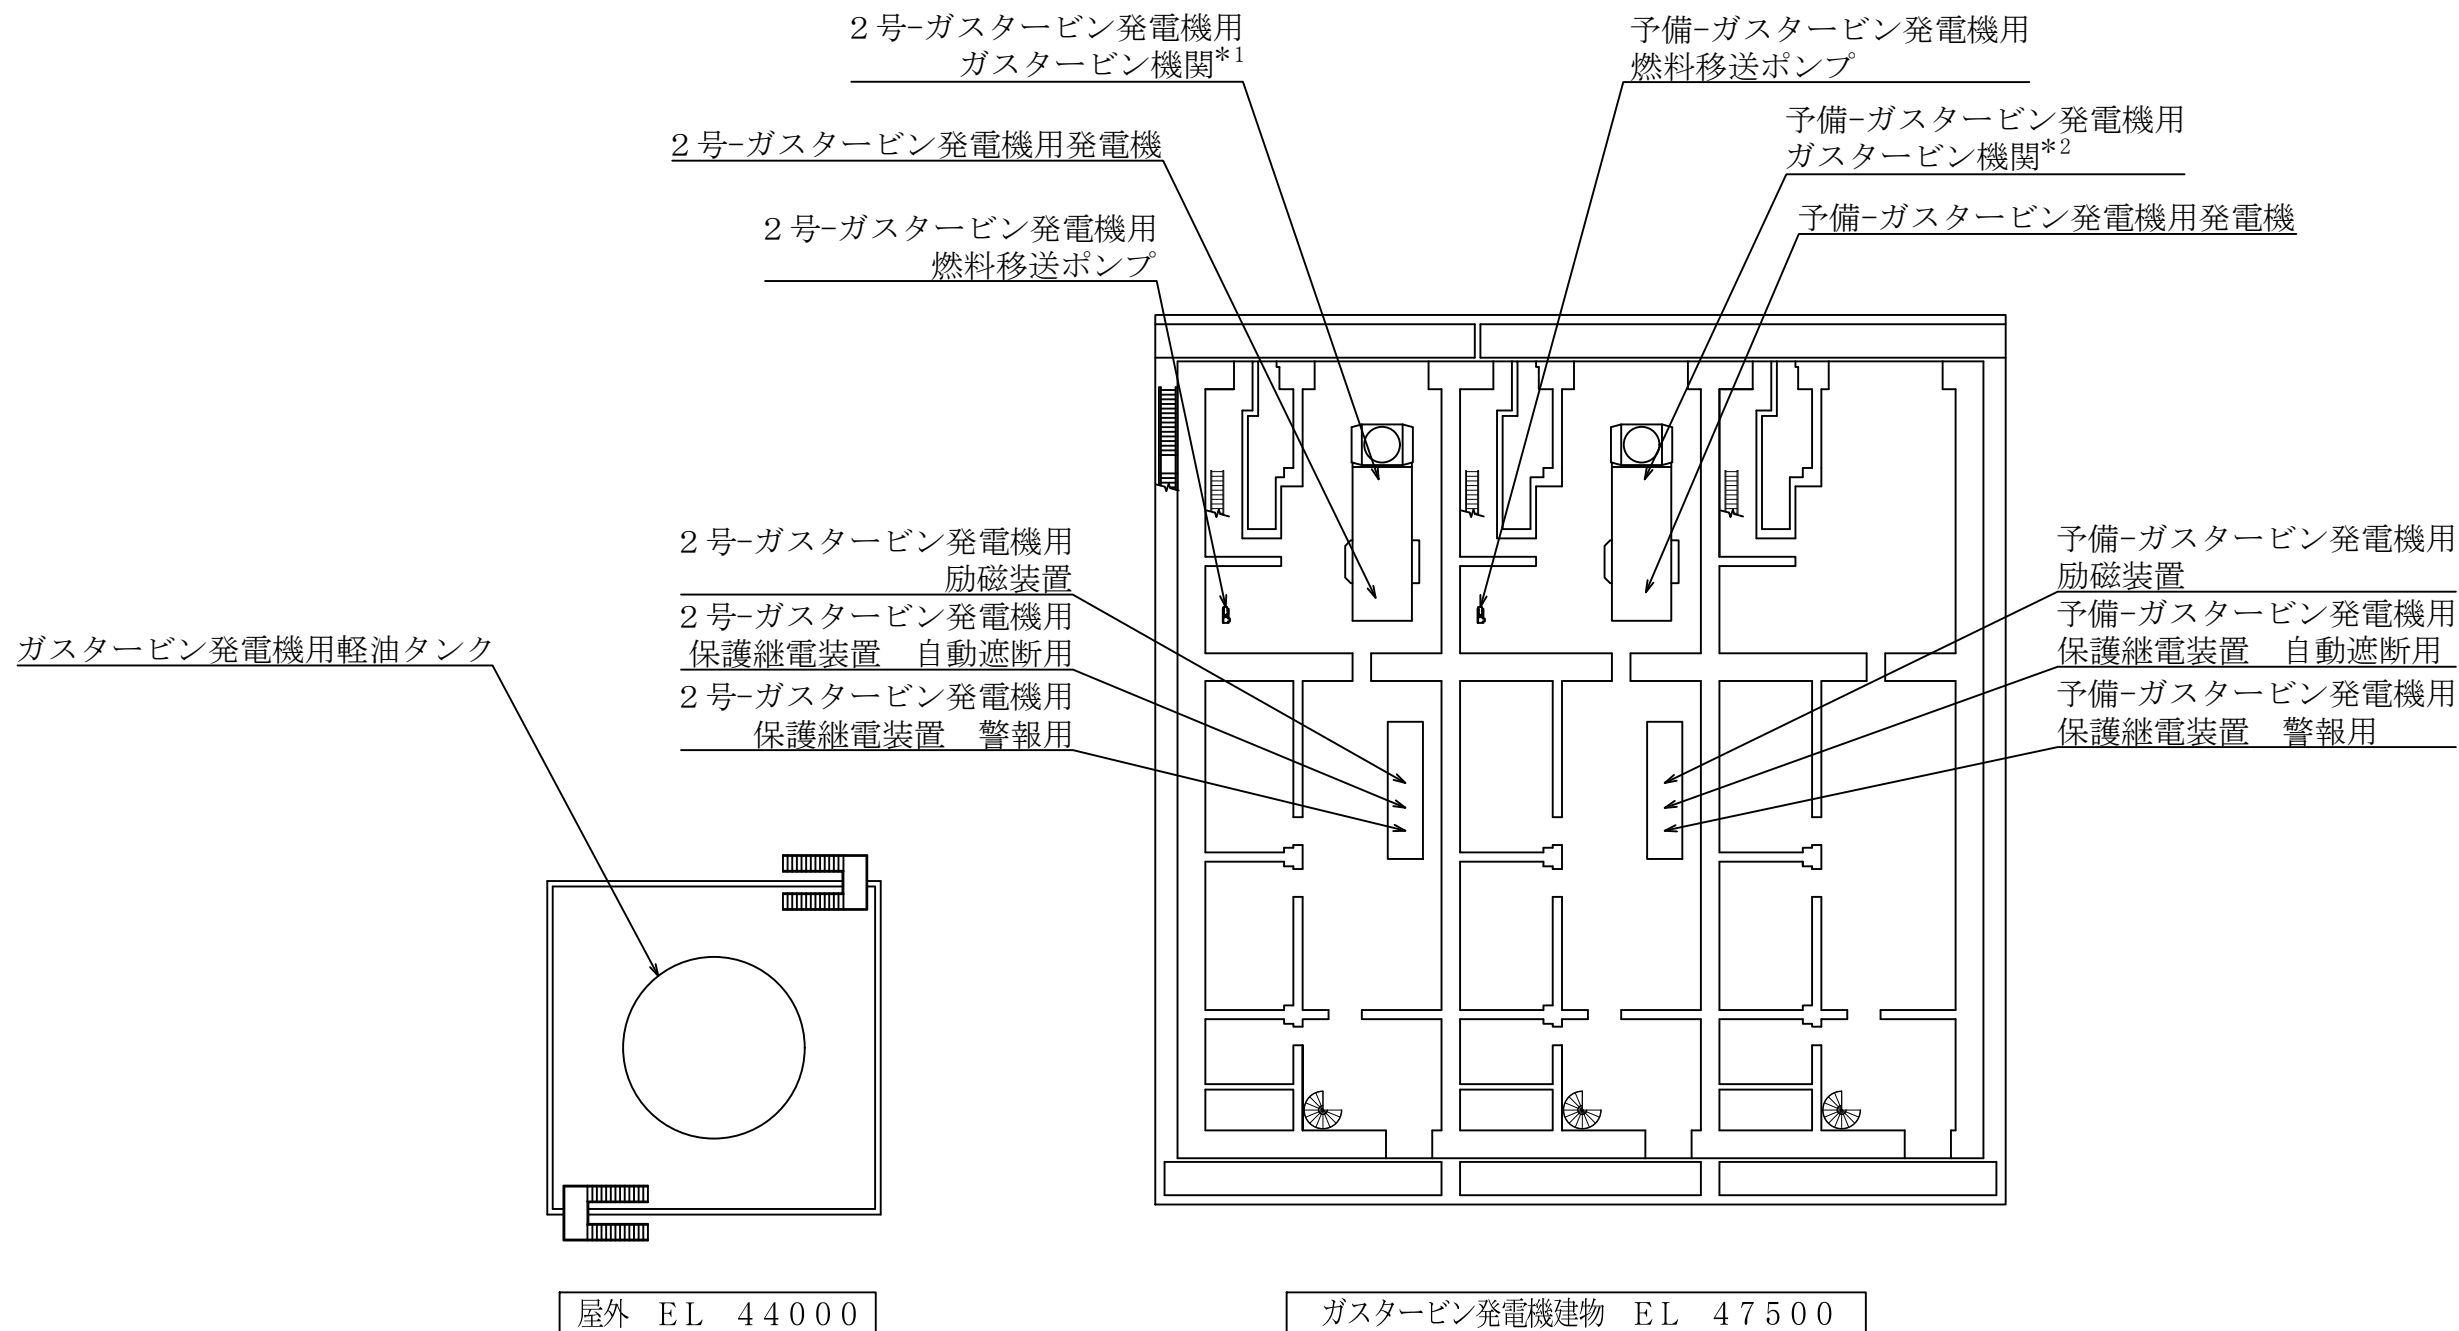 2号-ガスタービン発電機用
ガスタービン機関*1
予備-ガスタービン発電機用
燃料移送ポンプ
予備-ガスタービン発電機用
ガスタービン機関*2
2号-ガスタービン発電機用発電機
予備-ガスタービン発電機用発電機
2号-ガスタービン発電機用
燃料移送ポンプ
2号-ガスタービン発電機用
励磁装置
2号-ガスタービン発電機用
保護継電装置　自動遮断用
2号-ガスタービン発電機用
保護継電装置　警報用
予備-ガスタービン発電機用
励磁装置
予備-ガスタービン発電機用
保護継電装置　自動遮断用
予備-ガスタービン発電機用
保護継電装置　警報用
ガスタービン発電機用軽油タンク
屋外　EL　44000
ガスタービン発電機建物　EL　47500